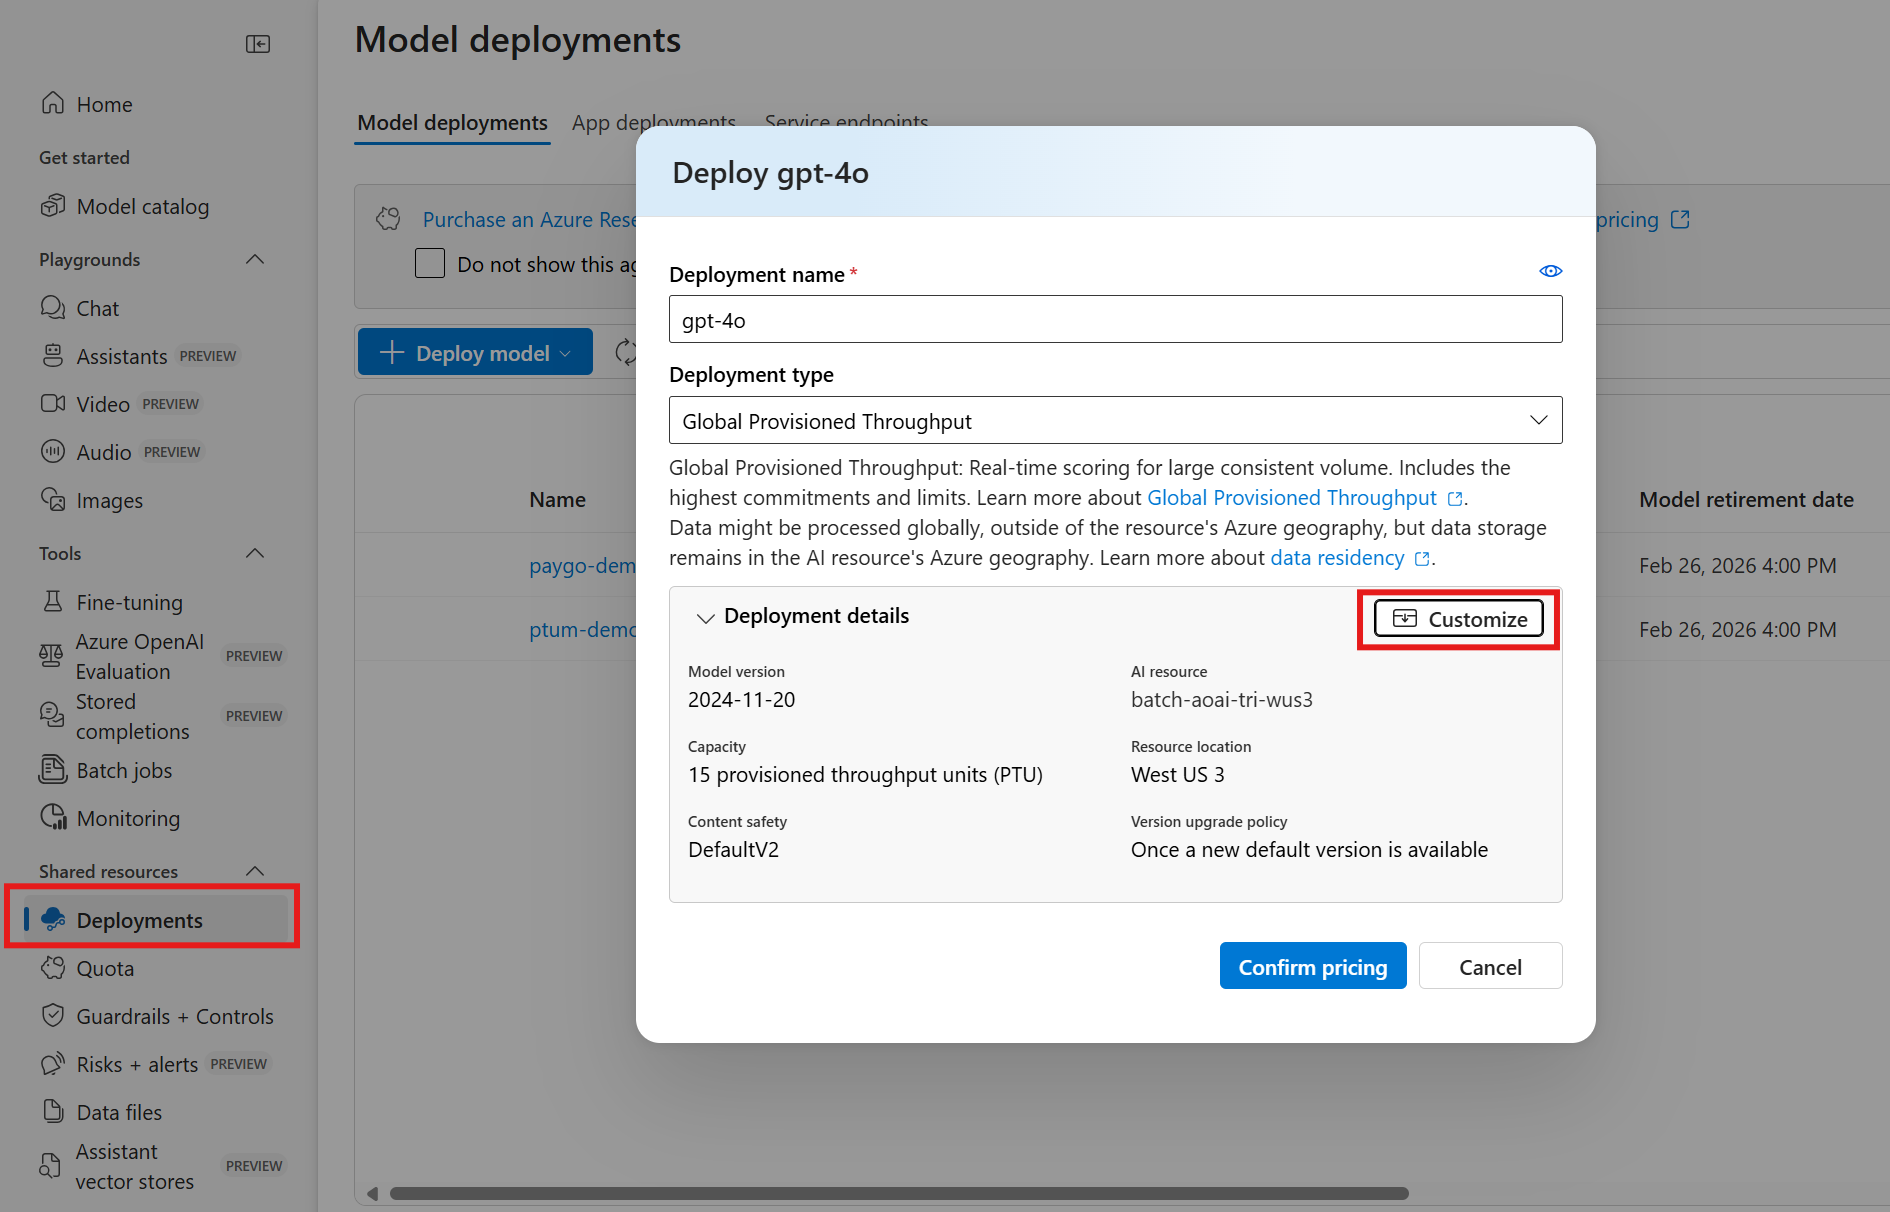 Home
Get started
Model catalog
Playgrounds
Chat
Assistants PREVIEW
Video PREVIEW
Audio PREVIEW
Images
Tools
Fine-tuning
Azure OpenAI
Evaluation PREVIEW
Stored
completions PREVIEW
Batch jobs
Monitoring
Shared resources
Deployments
Quota
Guardrails + Controls
Risks + alerts PREVIEW
Data files
Assistant
vector stores PREVIEW
Model deployments
Model deployments App deployments Service endpoints
Purchase an Azure Rese
pricing
Do not show this ag
Deploy model
Name
Model retirement date
paygo-dem
Feb 26, 2026 4:00 PM
ptum-demo
Feb 26, 2026 4:00 PM
Deploy gpt-4o
Deployment name *
gpt-4o
Deployment type
Global Provisioned Throughput
Global Provisioned Throughput: Real-time scoring for large consistent volume. Includes the
highest commitments and limits. Learn more about Global Provisioned Throughput .
Data might be processed globally, outside of the resource's Azure geography, but data storage
remains in the AI resource's Azure geography. Learn more about data residency .
Deployment details
Customize
Model version
2024-11-20
AI resource
batch-aoai-tri-wus3
Capacity
15 provisioned throughput units (PTU)
Resource location
West US 3
Content safety
DefaultV2
Version upgrade policy
Once a new default version is available
Confirm pricing
Cancel